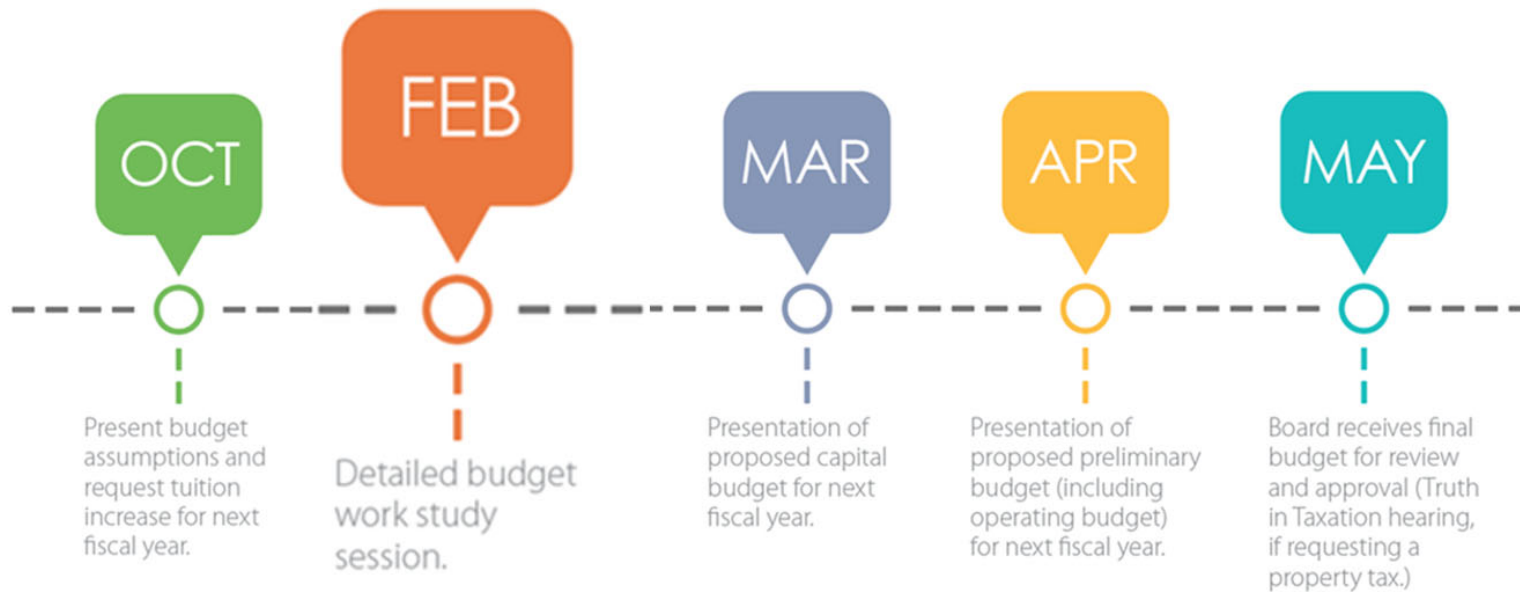 OCT
Present budget
assumptions and
request tuition
increase for next
fiscal year.
FEB
Detailed budget
work study
session.
MAR
Presentation of
proposed capital
budget for next
fiscal year.
APR
Presentation of
proposed preliminary
budget (including
operating budget)
for next fiscal year.
MAY
Board receives final
budget for review
and approval (Truth
in Taxation hearing,
if requesting a
property tax.)